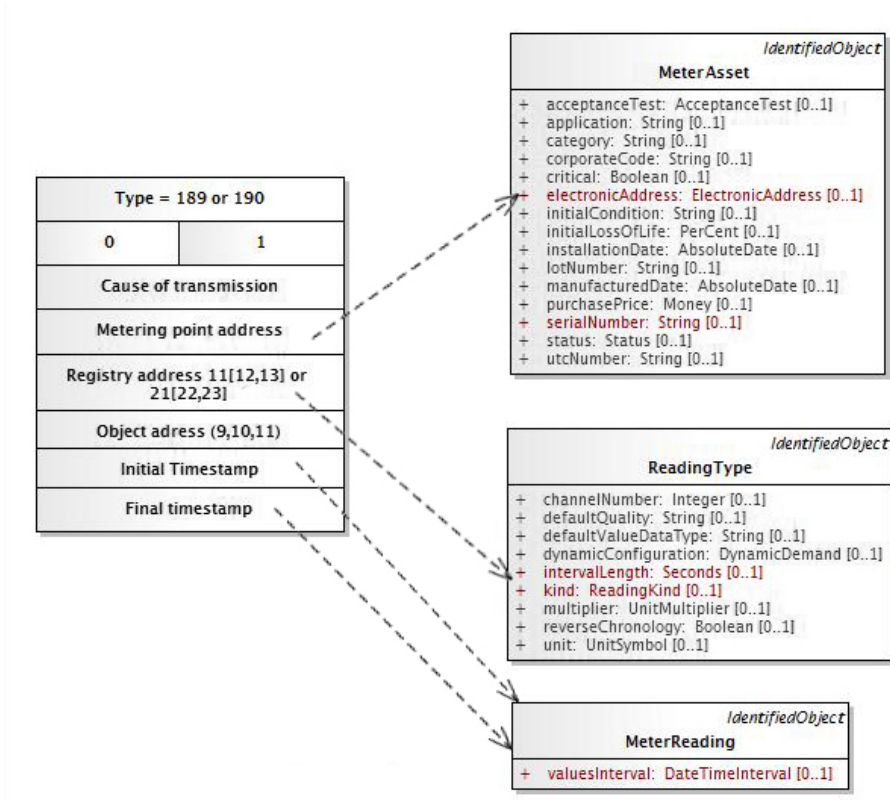 Type = 189 or 190
0 1
Cause of transmission
Metering point address
Registry address 11[12,13] or
21[22,23]
Object adress (9,10,11)
Initial Timestamp
Final timestamp
IdentifiedObject
MeterAsset
+ acceptanceTest: AcceptanceTest [0..1]
+ application: String [0..1]
+ category: String [0..1]
+ corporateCode: String [0..1]
+ critical: Boolean [0..1]
+ electronicAddress: ElectronicAddress [0..1]
+ initialCondition: String [0..1]
+ initialLossOfLife: PerCent [0..1]
+ installationDate: AbsoluteDate [0..1]
+ lotNumber: String [0..1]
+ manufacturedDate: AbsoluteDate [0..1]
+ purchasePrice: Money [0..1]
+ serialNumber: String [0..1]
+ status: Status [0..1]
+ utcNumber: String [0..1]
IdentifiedObject
ReadingType
+ channelNumber: Integer [0..1]
+ defaultQuality: String [0..1]
+ defaultValueDataType: String [0..1]
+ dynamicConfiguration: DynamicDemand [0..1]
+ intervalLength: Seconds [0..1]
+ kind: ReadingKind [0..1]
+ multiplier: UnitMultiplier [0..1]
+ reverseChronology: Boolean [0..1]
+ unit: UnitSymbol [0..1]
IdentifiedObject
MeterReading
+ valuesInterval: DateTimeInterval [0..1]